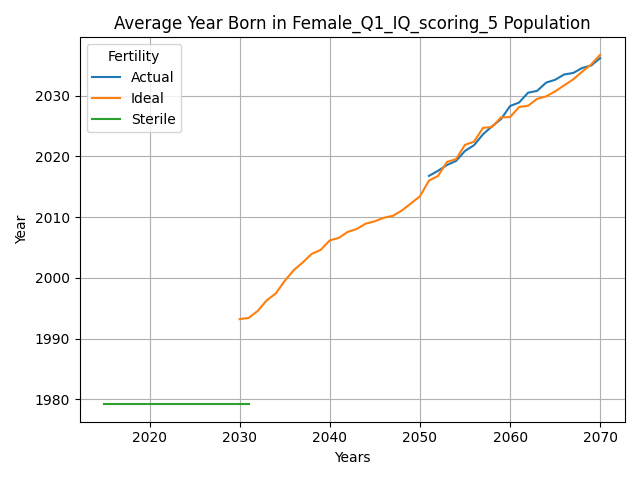 Average Year Born in Female_Q1_IQ_scoring_5 Population
Fertility
Actual
Ideal
Sterile
Year
2030
2020
2010
2000
1990
1980
2020
2030
2040
2050
2060
2070
Years